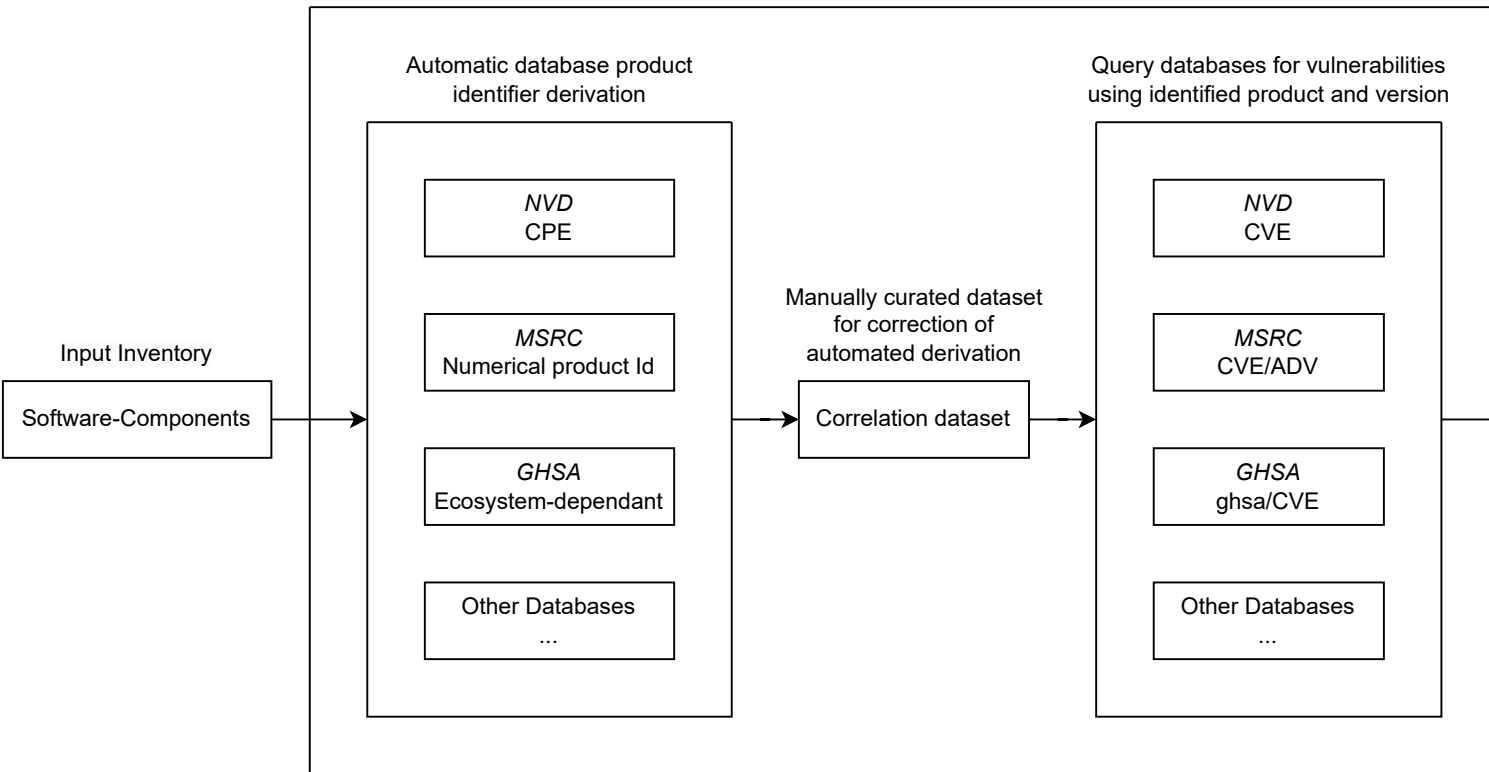 Input Inventory
Software-Components
Automatic database product
identifier derivation
NVD
CPE
MSRC
Numerical product Id
GHSA
Ecosystem-dependant
Other Databases
...
Manually curated dataset
for correction of
automated derivation
Correlation dataset
Query databases for vulnerabilities
using identified product and version
NVD
CVE
MSRC
CVE/ADV
GHSA
ghsa/CVE
Other Databases
...